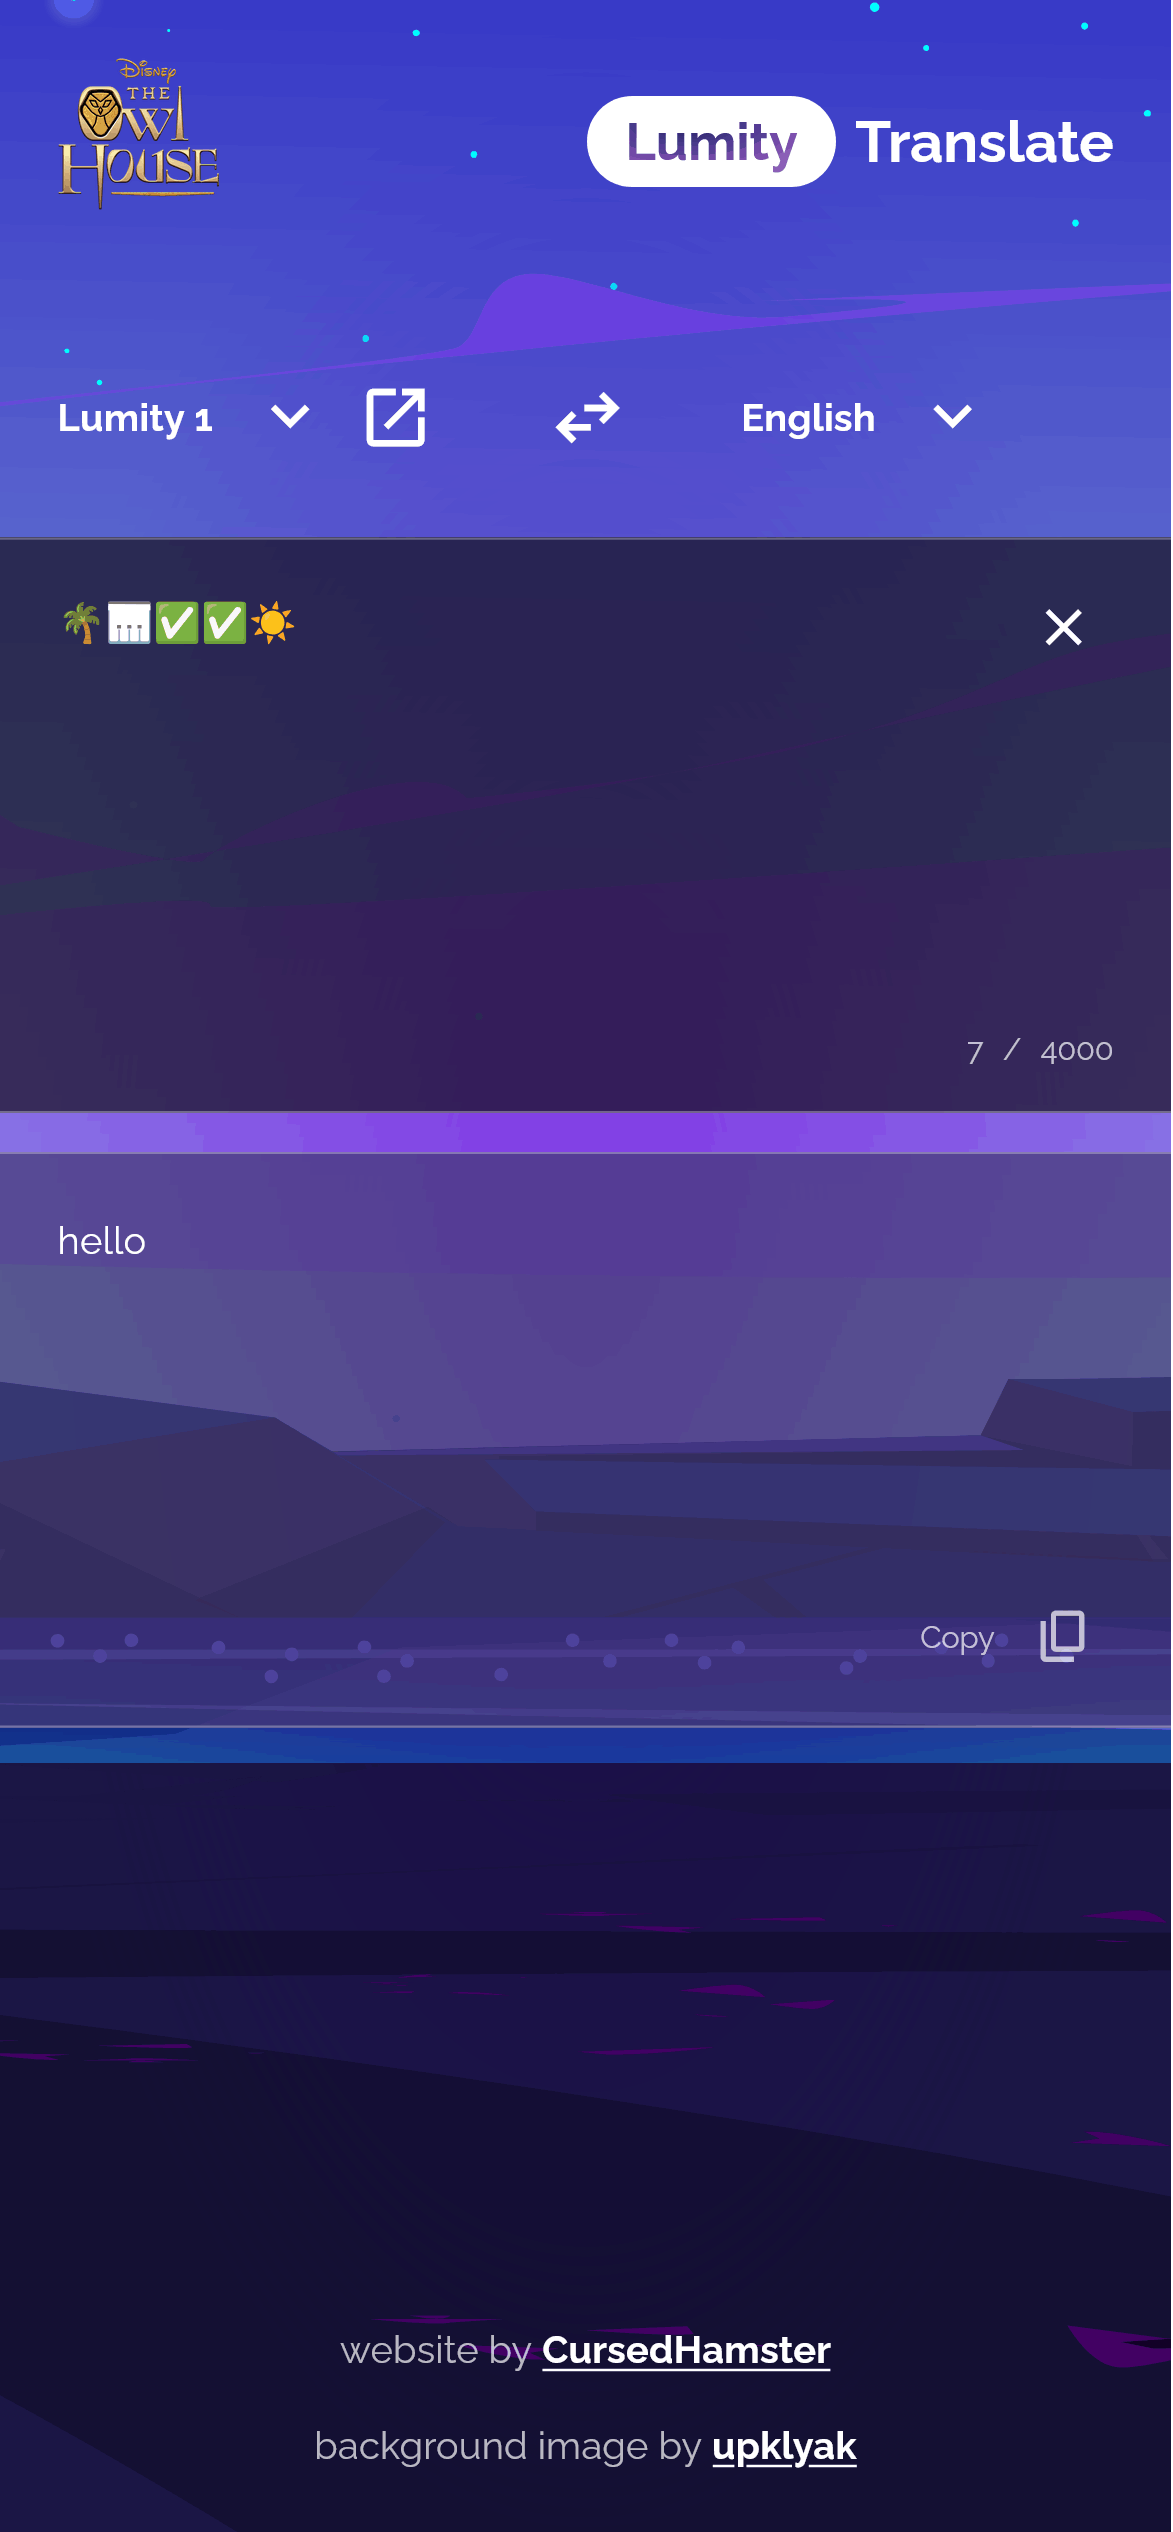 Disney
THE
OWL
HOUSE
Lumity Translate
Lumity 1
English
🌴🎹✅✅☀️
7 / 4000
hello
Copy
website by CursedHamster
background image by upklyak